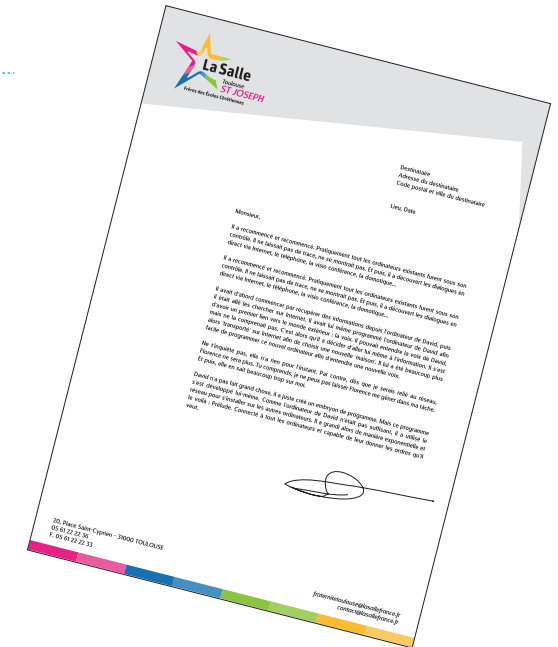 La Salle
Toulouse
ST JOSEPH
Frères des Écoles Chrétiennes
Destinataire
Adresse du destinataire
Code postal et ville du destinataire
Lieu, Date
Monsieur,
Il a recommencé et recommencé. Pratiquement tout les ordinateurs existants furent sous son
contrôle. Il ne laissait pas de trace, ne se montrait pas. Et puis, il a découvert les dialogues en
direct via Internet, le téléphone, la visio conférence, la domotique...
Il a recommencé et recommencé. Pratiquement tout les ordinateurs existants furent sous son
contrôle. Il ne laissait pas de trace, ne se montrait pas. Et puis, il a découvert les dialogues en
direct via Internet, le téléphone, la visio conférence, la domotique...
Il avait d'abord commencer par récupérer des informations depuis l'ordinateur de David, puis
il était allé les chercher sur Internet. Il avait lui même programmé l'ordinateur de David afin
d'avoir un premier lien vers le monde extérieur : la voix. Il pouvait entendre la voix de David,
mais ne la comprenait pas. C'est alors qu'il a décider d'aller lui même à l'information. Il s'est
alors 'transporté' sur Internet afin de choisir une nouvelle 'maison'. Il lui a été beaucoup plus
facile de programmer ce nouvel ordinateur afin d'entendre une nouvelle voix.
Ne t'inquiète pas, elle n'a rien pour l'instant. Par contre, dès que je serais relié au réseau,
Florence ne sera plus. Tu comprends, je ne peux pas laisser Florence me gêner dans ma tâche.
Et puis, elle en sait beaucoup trop sur moi.
David n'a pas fait grand chose, il a juste créé un embryon de programme. Mais ce programme
s'est développé lui-même. Comme l'ordinateur de David n'était pas suffisant, il a utilisé le
réseau pour s'installer sur les autres ordinateurs. Il a grandi alors de manière exponentielle et
le voilà : Prélude. Connecté à tout les ordinateurs et capable de leur donner les ordres qu'il
veut.
20, Place Saint-Cyprien - 31000 TOULOUSE
05 61 22 22 36
F. 05 61 22 22 33
fraternitetoulouse@lasallefrance.fr
contact@lasallefrance.fr